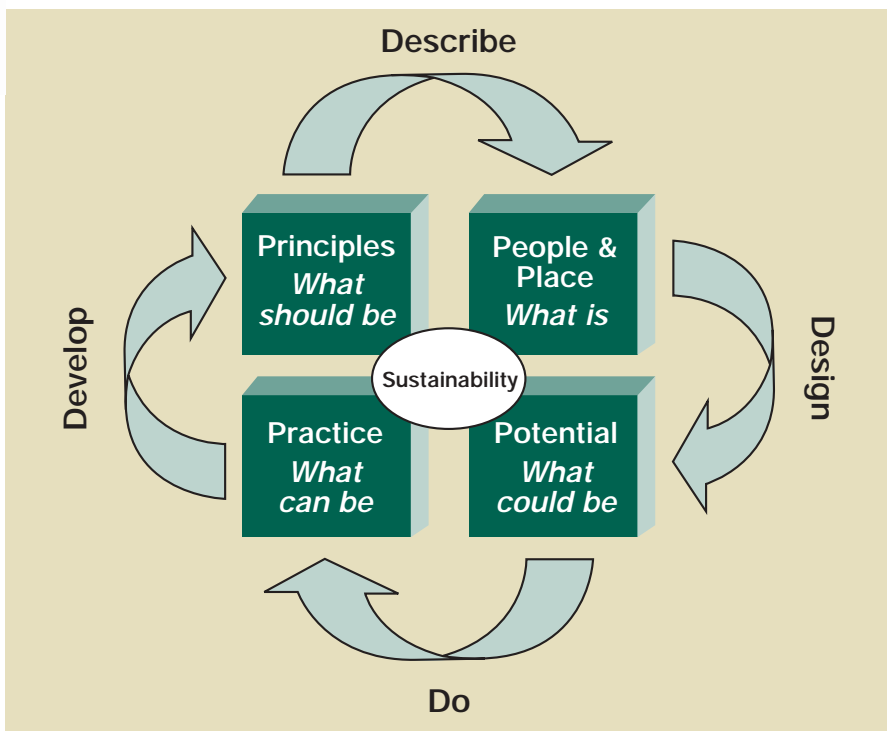 Describe
Principles
What
should be
People &
Place
What is
Develop
Sustainability
Design
Practice
What
can be
Potential
What
could be
Do